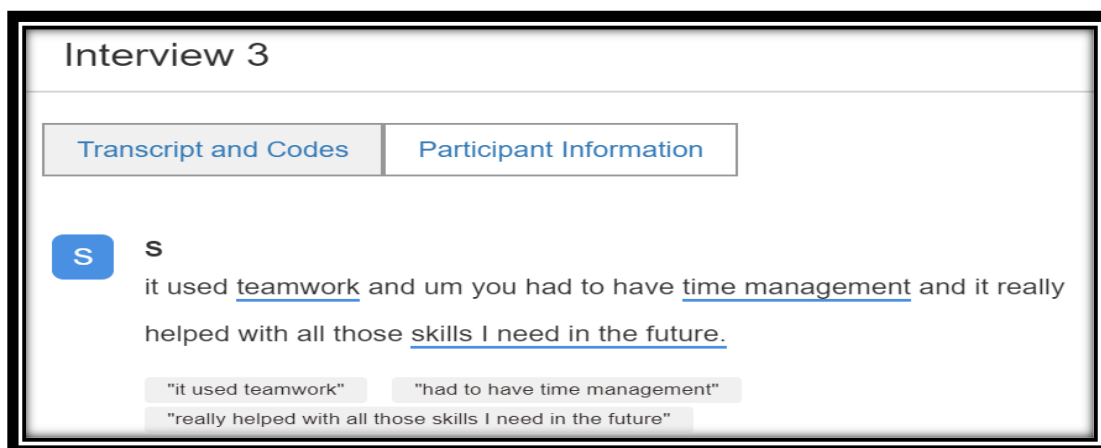 Interview 3
Transcript and Codes
Participant Information
S
S
it used teamwork and um you had to have time management and it really
helped with all those skills I need in the future.
"it used teamwork"
"had to have time management"
"really helped with all those skills I need in the future"